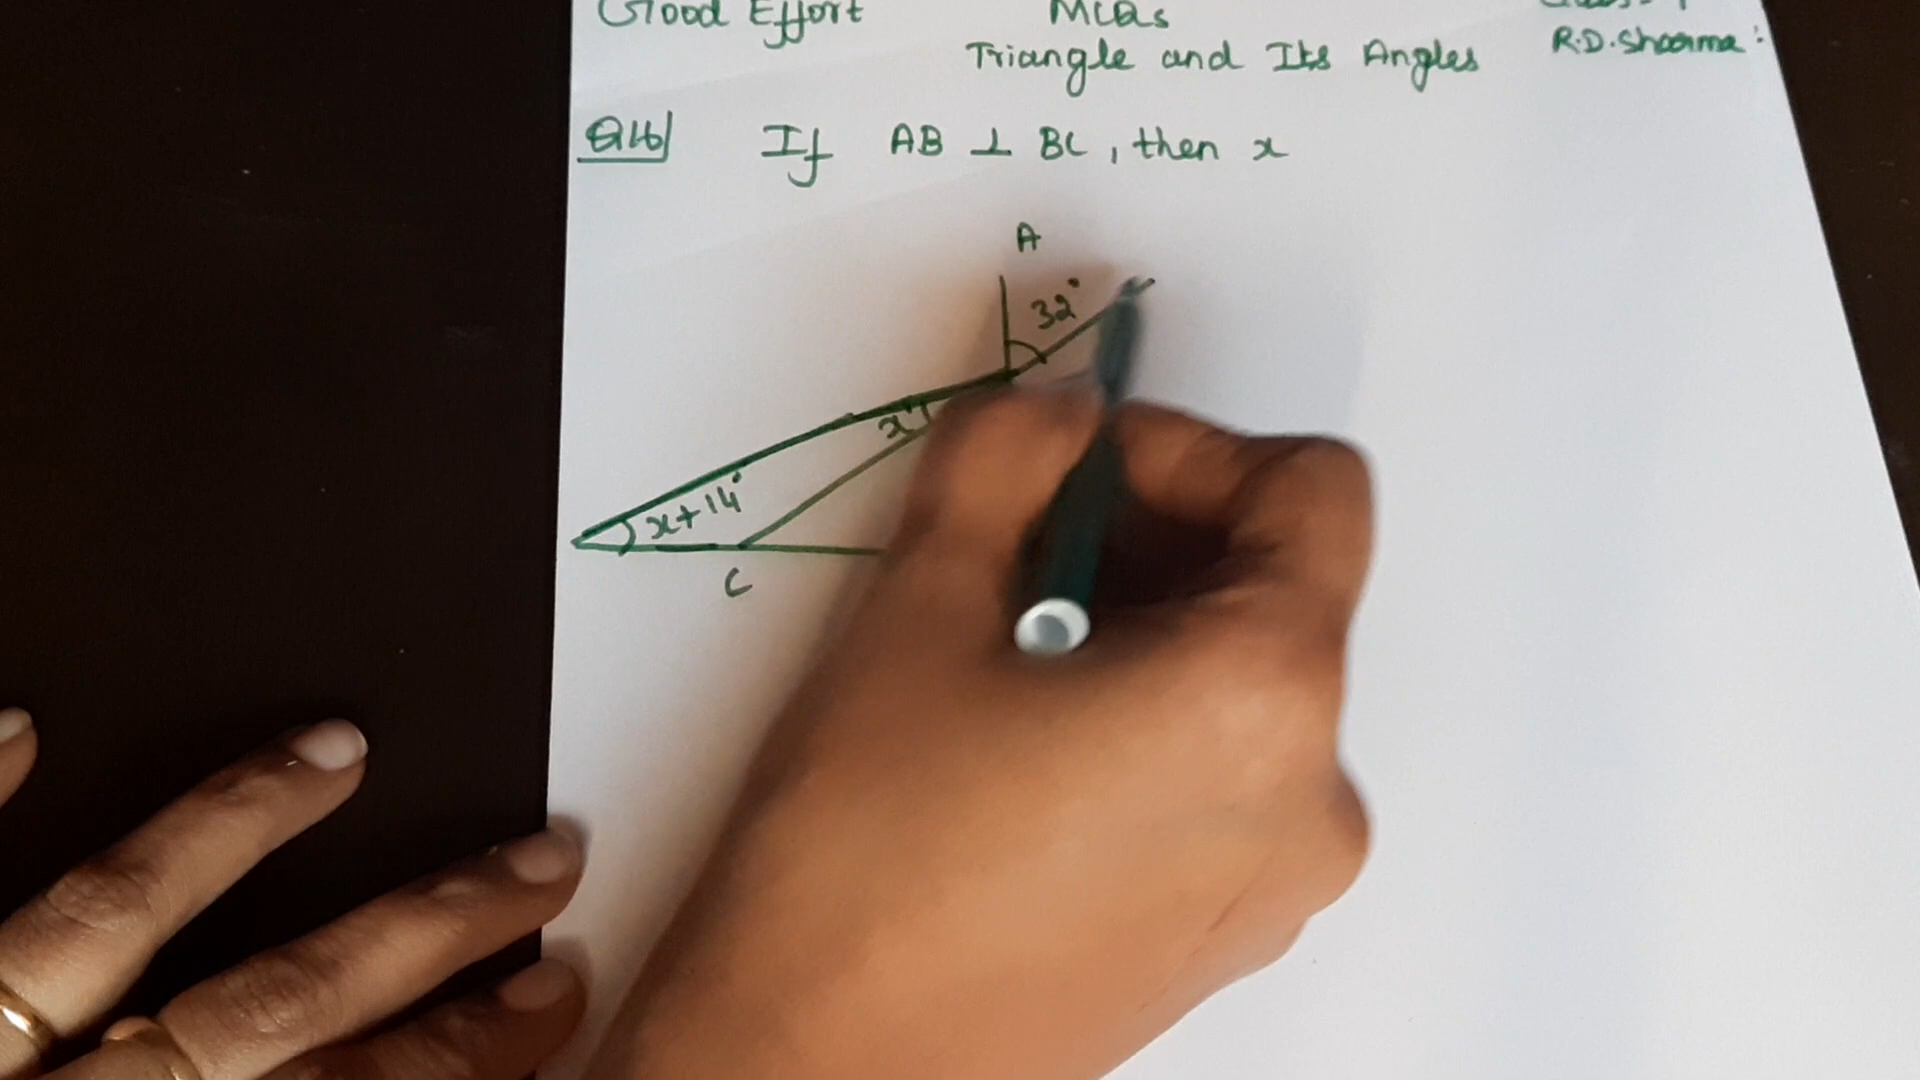 Good Effort MCQs
Triangle and Its Angles R.D. Sharma:
Q16) If AB ⊥ BC, then x
A
32°
x
x+14°
C